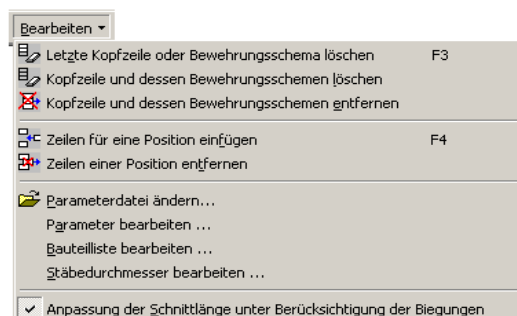 Bearbeiten
Letzte Kopfzeile oder Bewehrungsschema löschen F3
Kopfzeile und dessen Bewehrungsschemen löschen
Kopfzeile und dessen Bewehrungsschemen entfernen
Zeilen für eine Position einfügen F4
Zeilen einer Position entfernen
Parameterdatei ändern...
Parameter bearbeiten ...
Bauteilliste bearbeiten ...
Stäbedurchmesser bearbeiten ...
Anpassung der Schnittlänge unter Berücksichtigung der Biegungen